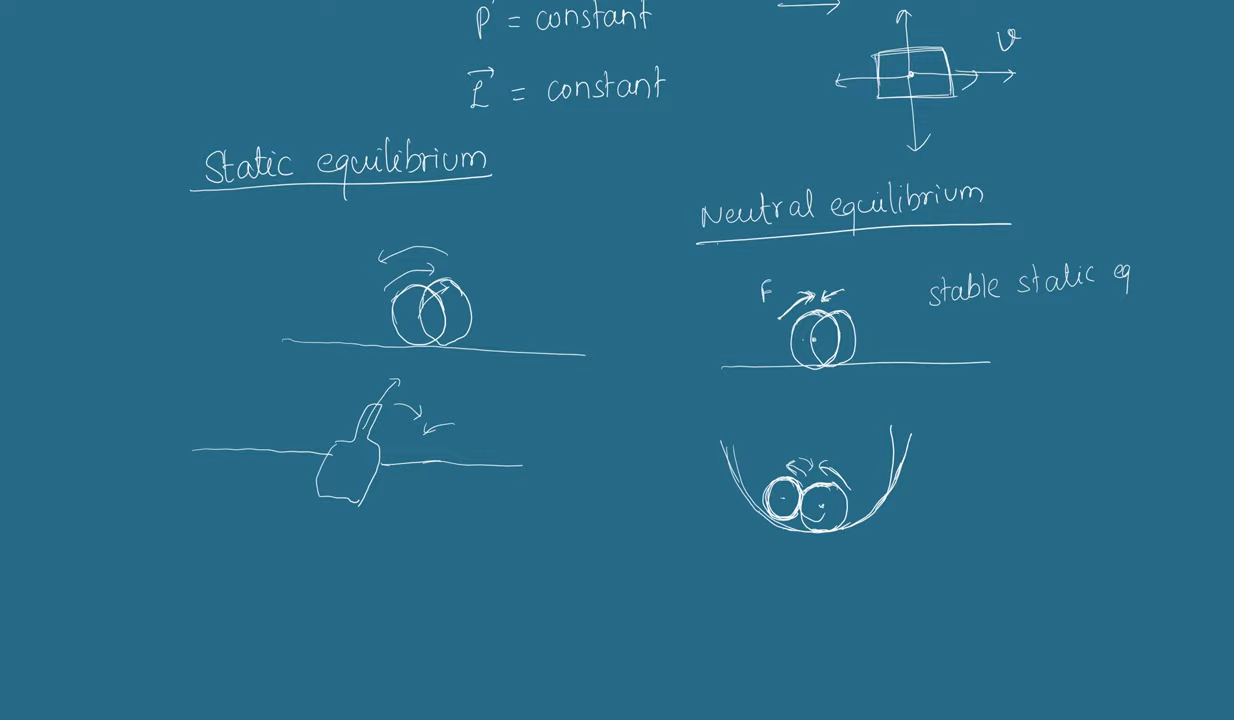 P = constant
L = constant
v
Static equilibrium
Neutral equilibrium
stable static eq
F